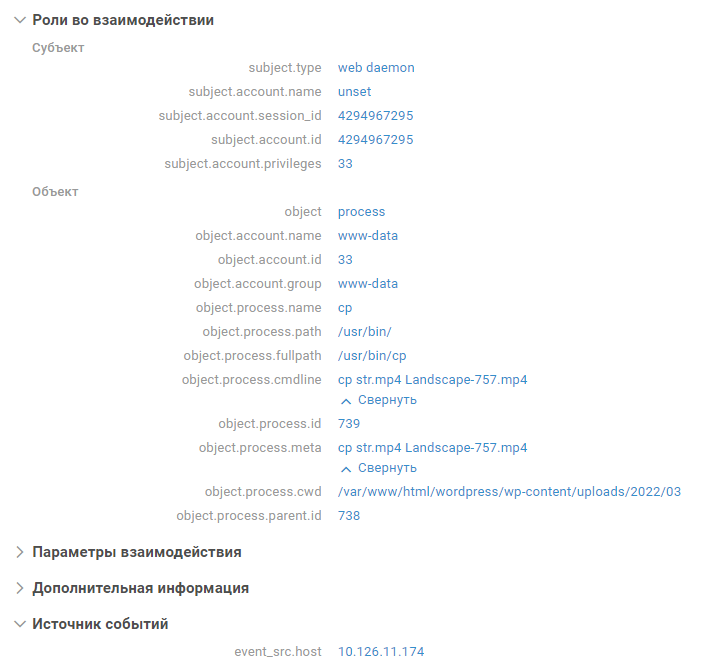 Роли во взаимодействии
Субъект
subject.type web daemon
subject.account.name unset
subject.account.session_id 4294967295
subject.account.id 4294967295
subject.account.privileges 33
Объект
object process
object.account.name www-data
object.account.id 33
object.account.group www-data
object.process.name cp
object.process.path /usr/bin/
object.process.fullpath /usr/bin/cp
object.process.cmdline cp str.mp4 Landscape-757.mp4
Свернуть
object.process.id 739
object.process.meta cp str.mp4 Landscape-757.mp4
Свернуть
object.process.cwd /var/www/html/wordpress/wp-content/uploads/2022/03
object.process.parent.id 738
Параметры взаимодействия
Дополнительная информация
Источник событий
event_src.host 10.126.11.174